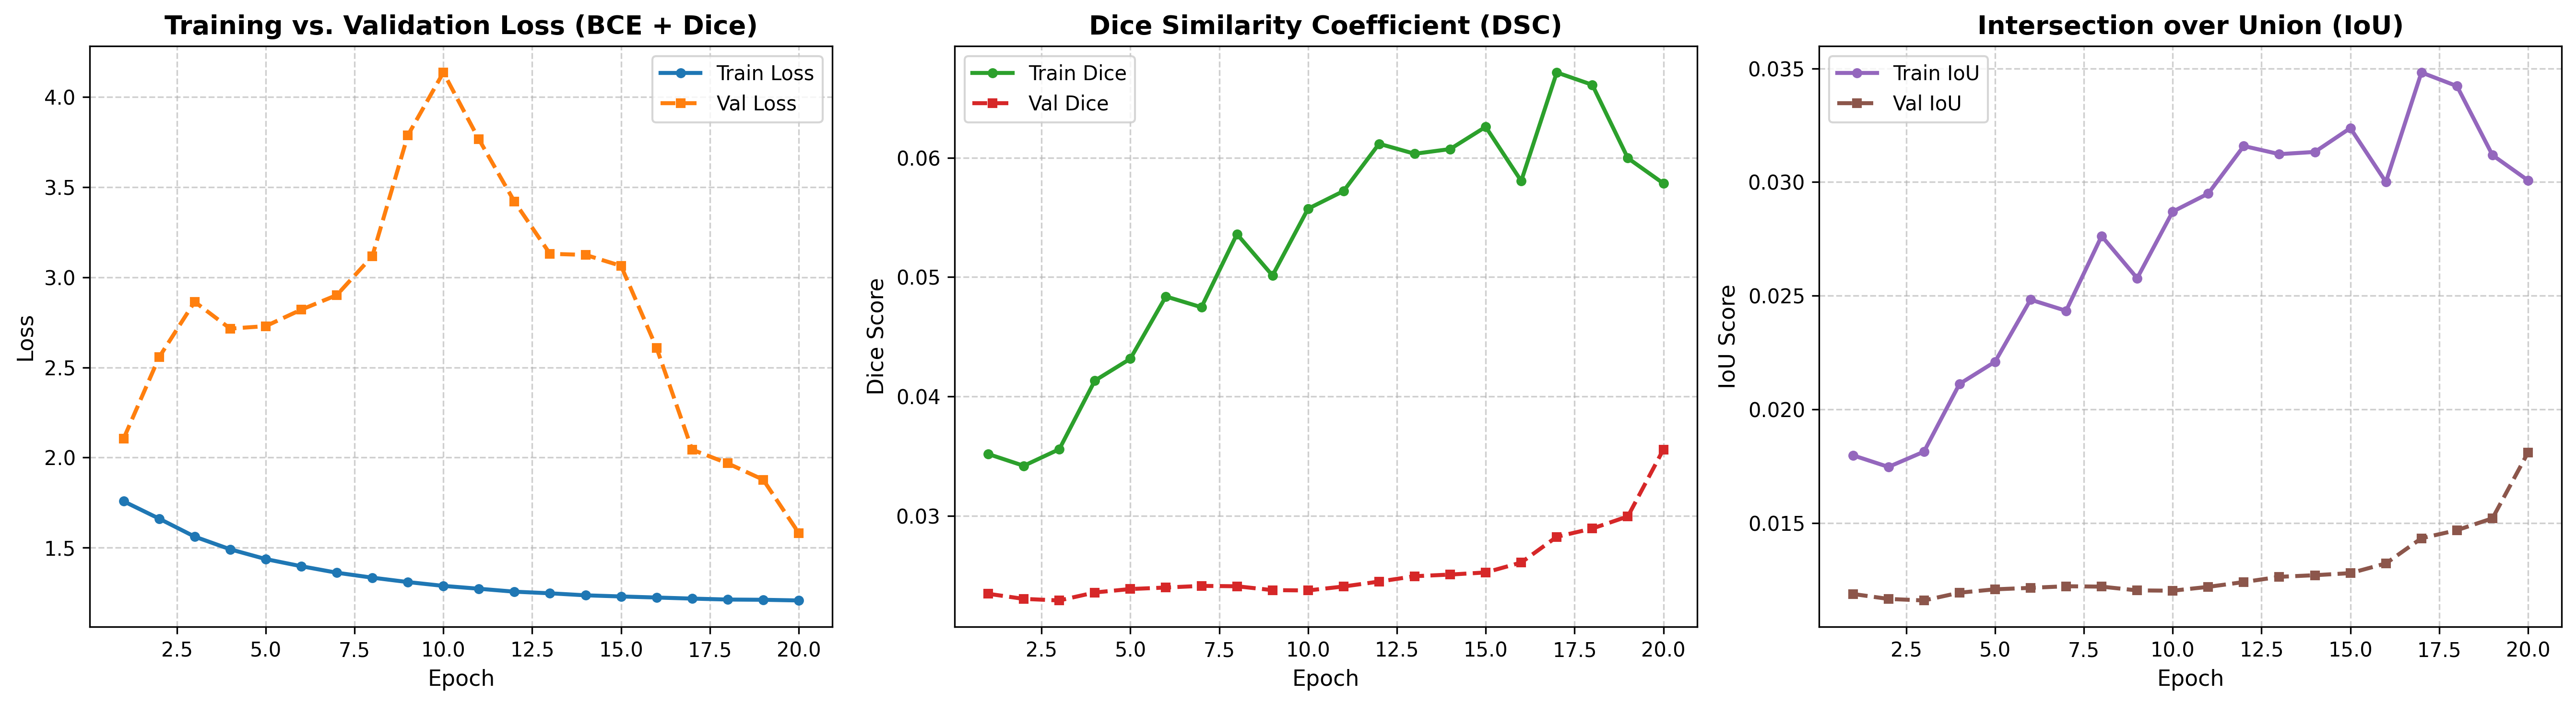 Training vs. Validation Loss (BCE + Dice)
Train Loss
Val Loss
4.0
3.5
3.0
2.5
2.0
1.5
Loss
2.5 5.0 7.5 10.0 12.5 15.0 17.5 20.0
Epoch
Dice Similarity Coefficient (DSC)
Train Dice
Val Dice
0.06
0.05
0.04
0.03
Dice Score
2.5 5.0 7.5 10.0 12.5 15.0 17.5 20.0
Epoch
Intersection over Union (IoU)
Train IoU
Val IoU
0.035
0.030
0.025
0.020
0.015
IoU Score
2.5 5.0 7.5 10.0 12.5 15.0 17.5 20.0
Epoch